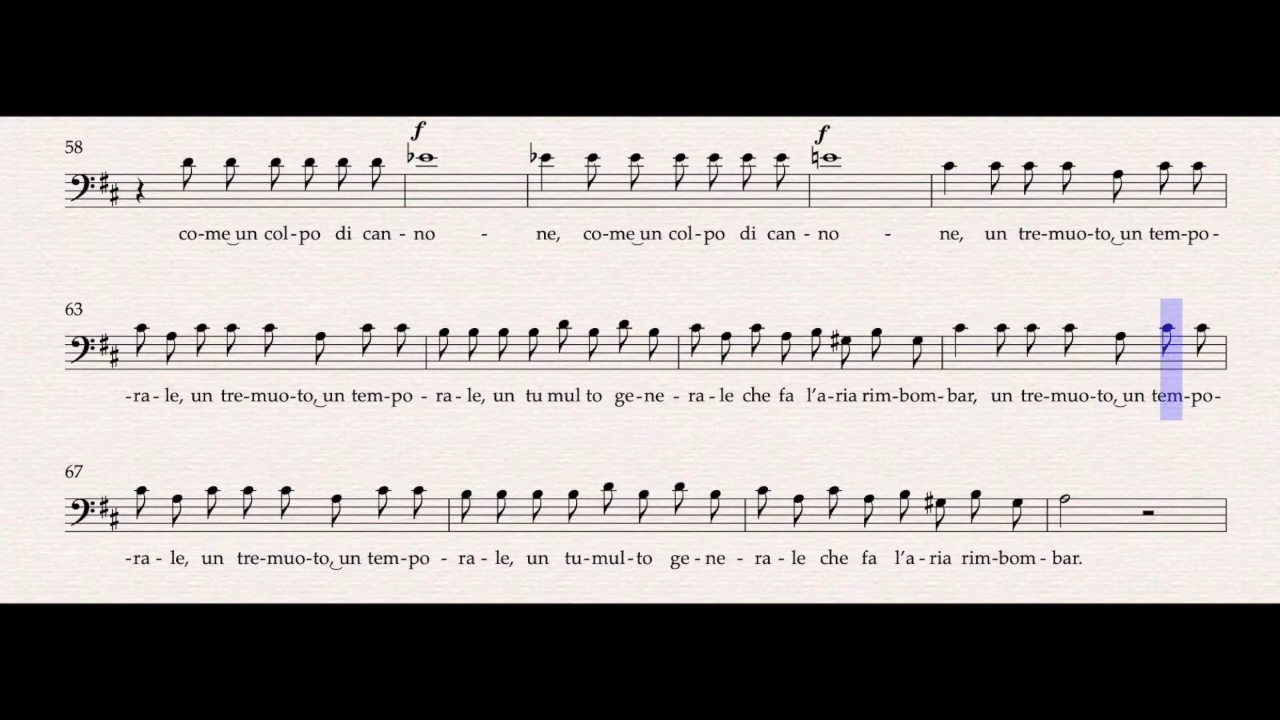 f f
58
co-me un col-po di can - no - ne, co-me un col-po di can - no - ne, un tre-muo-to, un tem-po-
63
-ra- le, un tre-muo-to, un tem-po - ra- le, un tu mul to ge-ne - ra- le che fa l'a-ria rim-bom-bar, un tre-muo-to, un tem-po-
67
-ra - le, un tre-muo-to, un tem-po - ra - le, un tu-mul-to ge - ne - ra - le che fa l'a - ria rim-bom - bar.